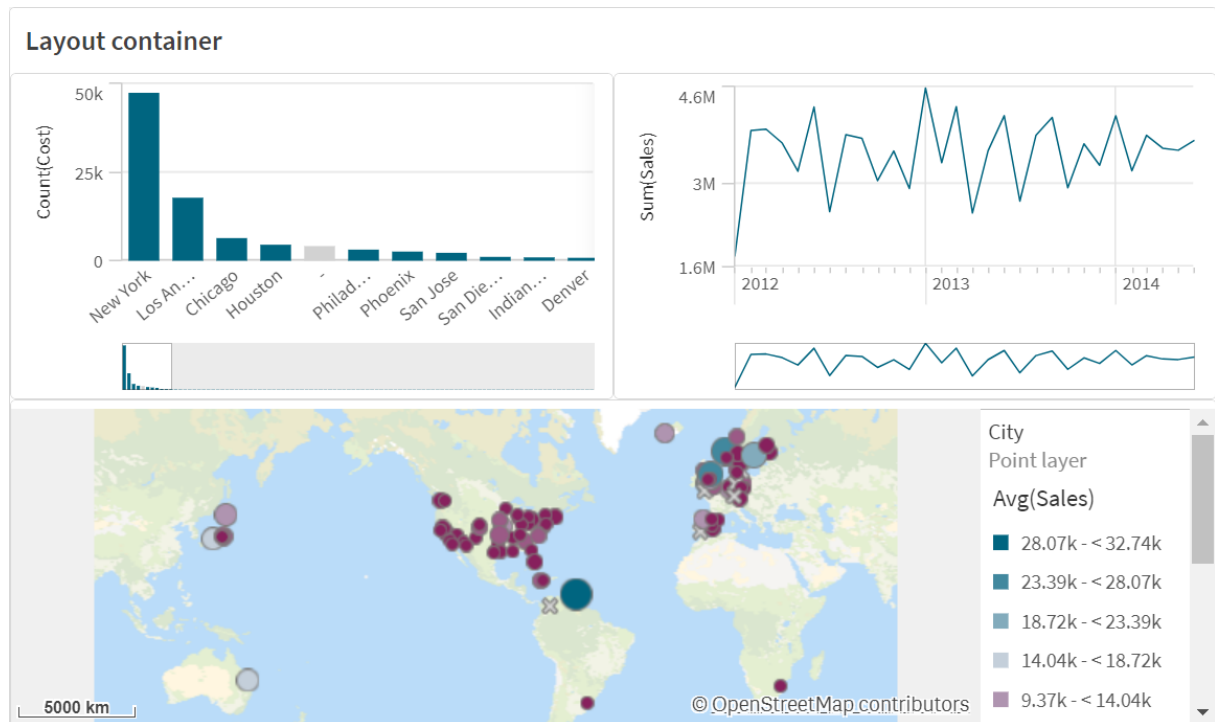 Layout container
50k
25k
0
Count(Cost)
New York
Los An...
Chicago
Houston
-
Philad...
Phoenix
San Jose
San Die...
Indian...
Denver
4.6M
3M
1.6M
Sum(Sales)
2012
2013
2014
5000 km
© OpenStreetMap contributors
City
Point layer
Avg(Sales)
28.07k - < 32.74k
23.39k - < 28.07k
18.72k - < 23.39k
14.04k - < 18.72k
9.37k - < 14.04k